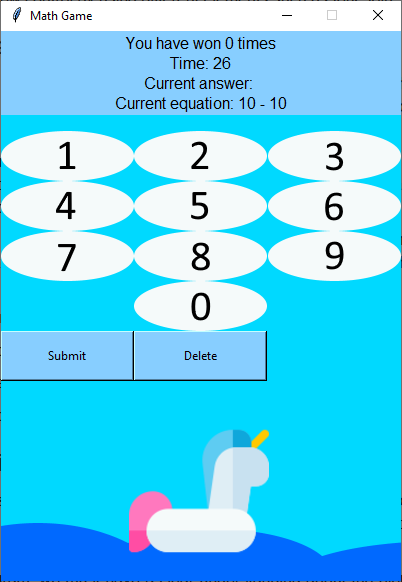 Math Game
You have won 0 times
Time: 26
Current answer:
Current equation: 10 - 10
1 2 3
4 5 6
7 8 9
0
Submit Delete